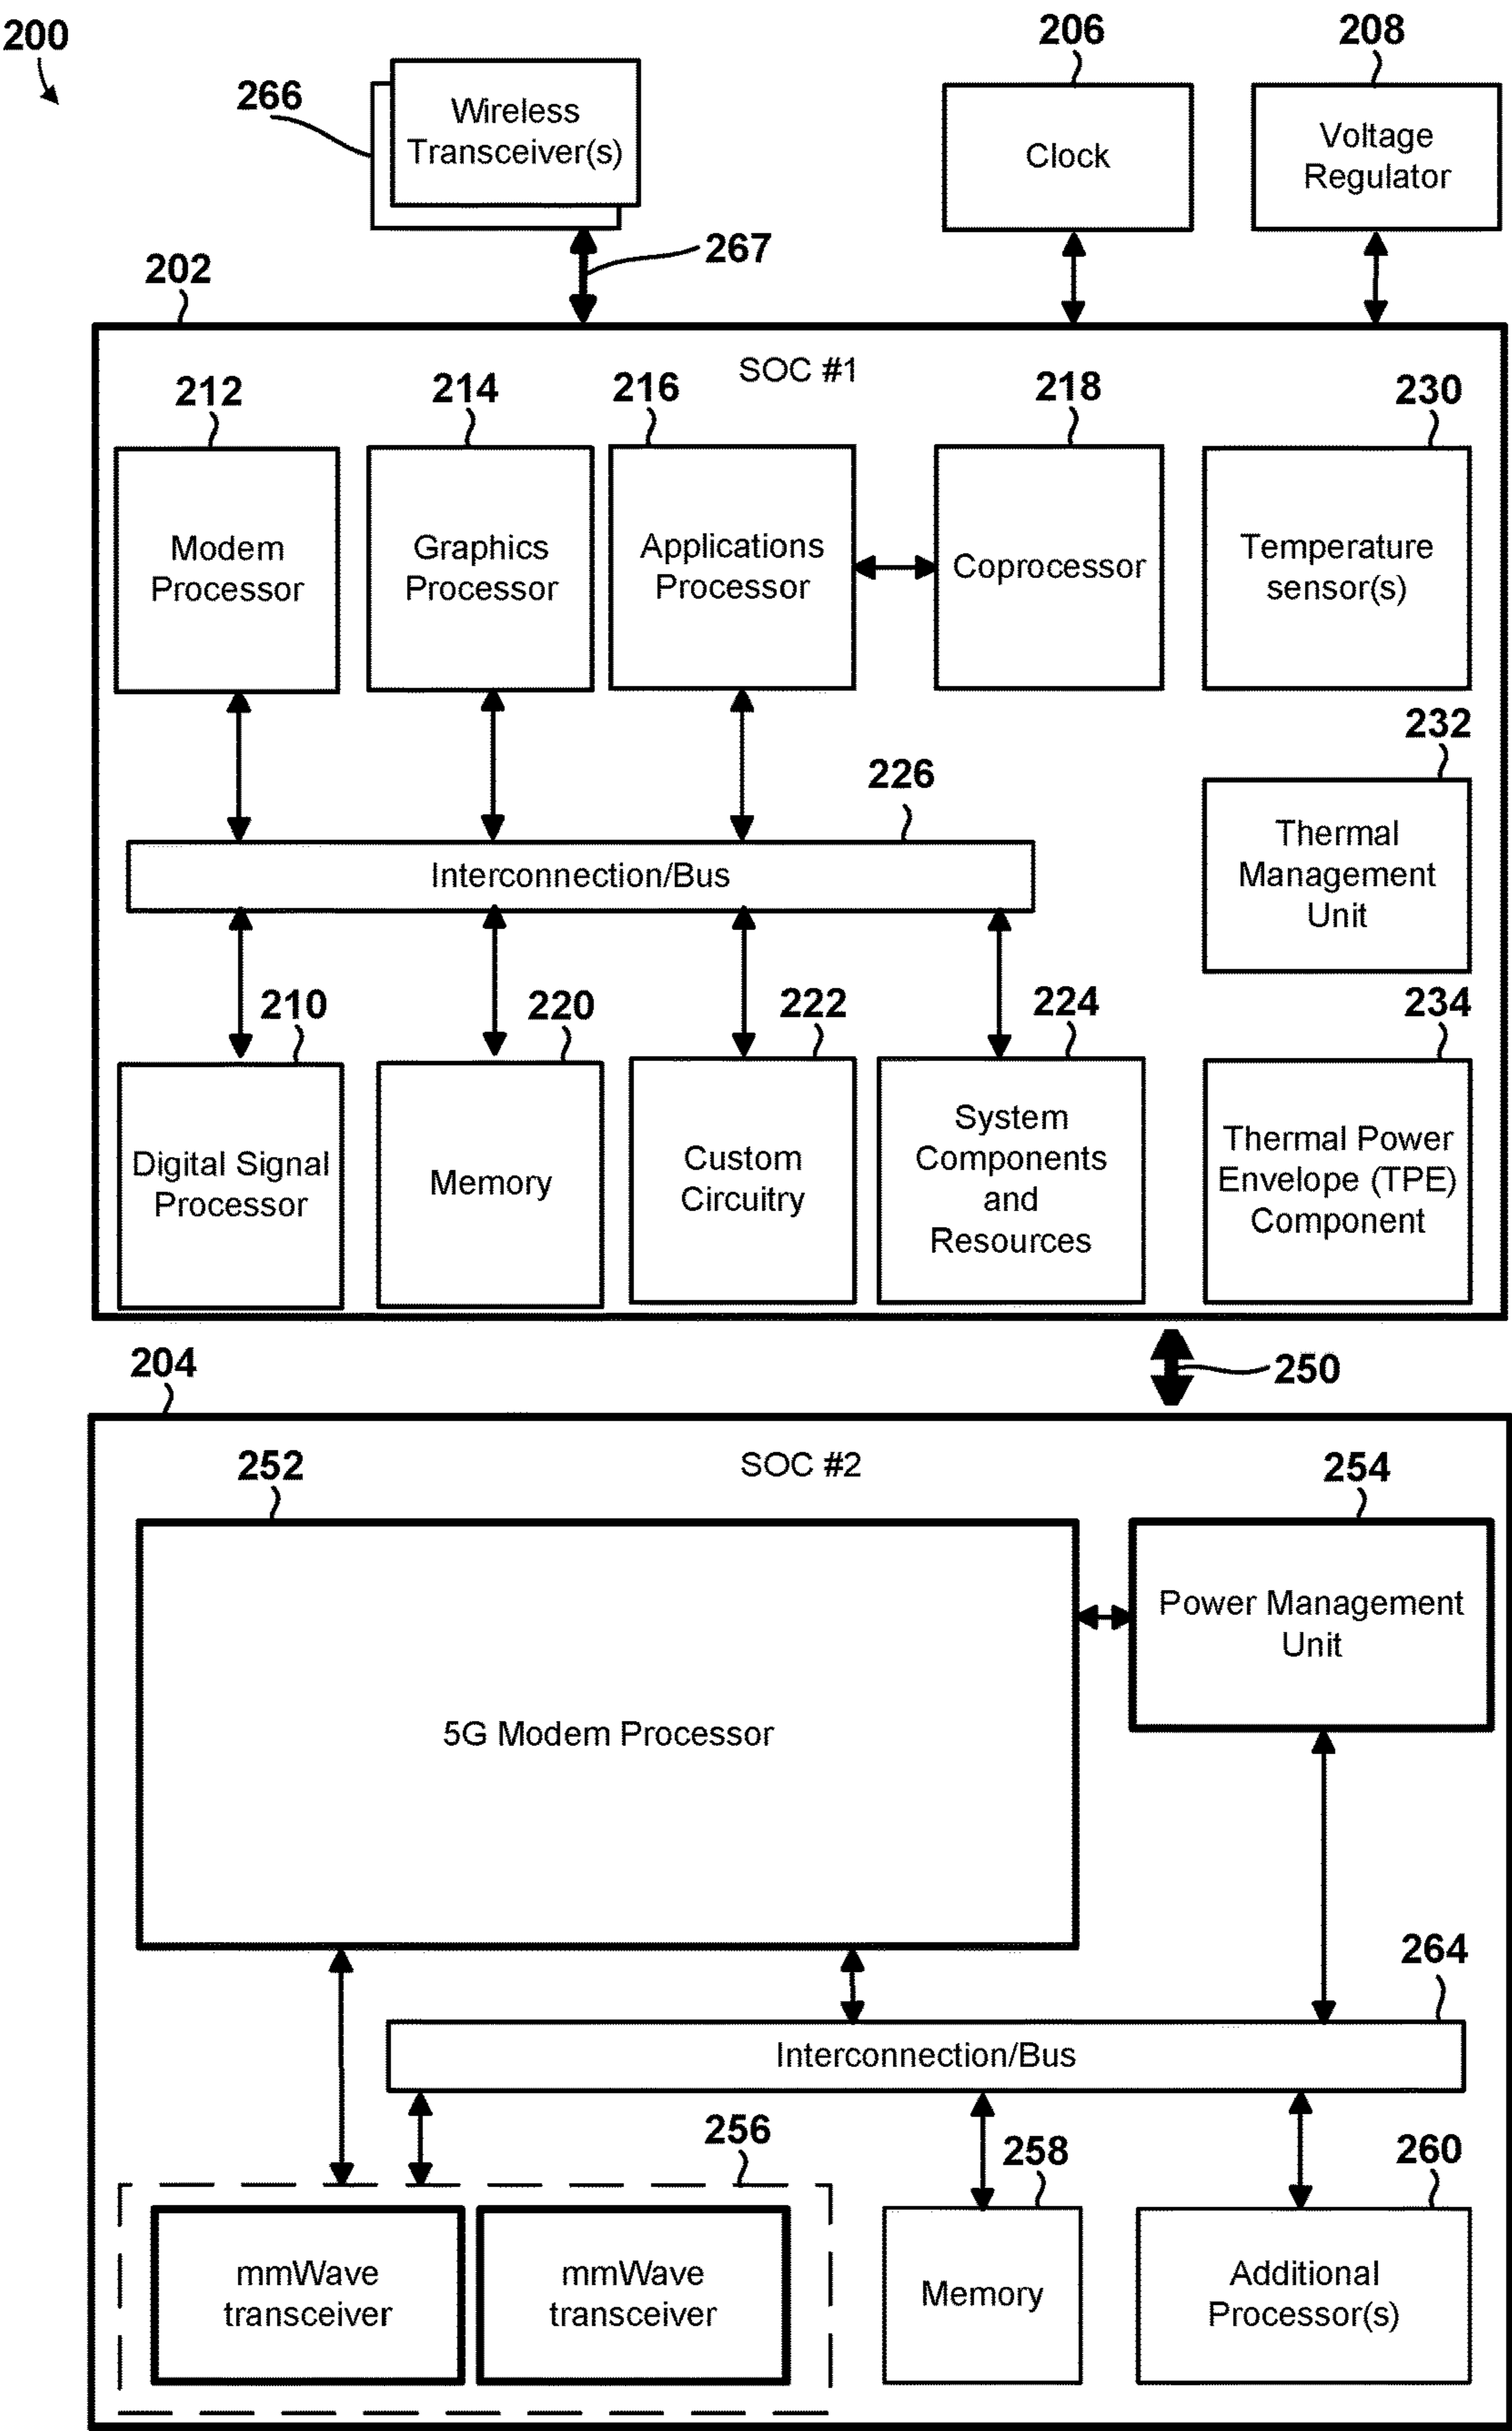 200
266
Wireless
Transceiver(s)
267
206
Clock
208
Voltage
Regulator
202
SOC #1
212
Modem
Processor
214
Graphics
Processor
216
Applications
Processor
218
Coprocessor
230
Temperature
sensor(s)
226
Interconnection/Bus
232
Thermal
Management
Unit
210
Digital Signal
Processor
220
Memory
222
Custom
Circuitry
224
System
Components
and
Resources
234
Thermal Power
Envelope (TPE)
Component
250
204
SOC #2
252
5G Modem Processor
254
Power Management
Unit
264
Interconnection/Bus
256
mmWave
transceiver
mmWave
transceiver
258
Memory
260
Additional
Processor(s)